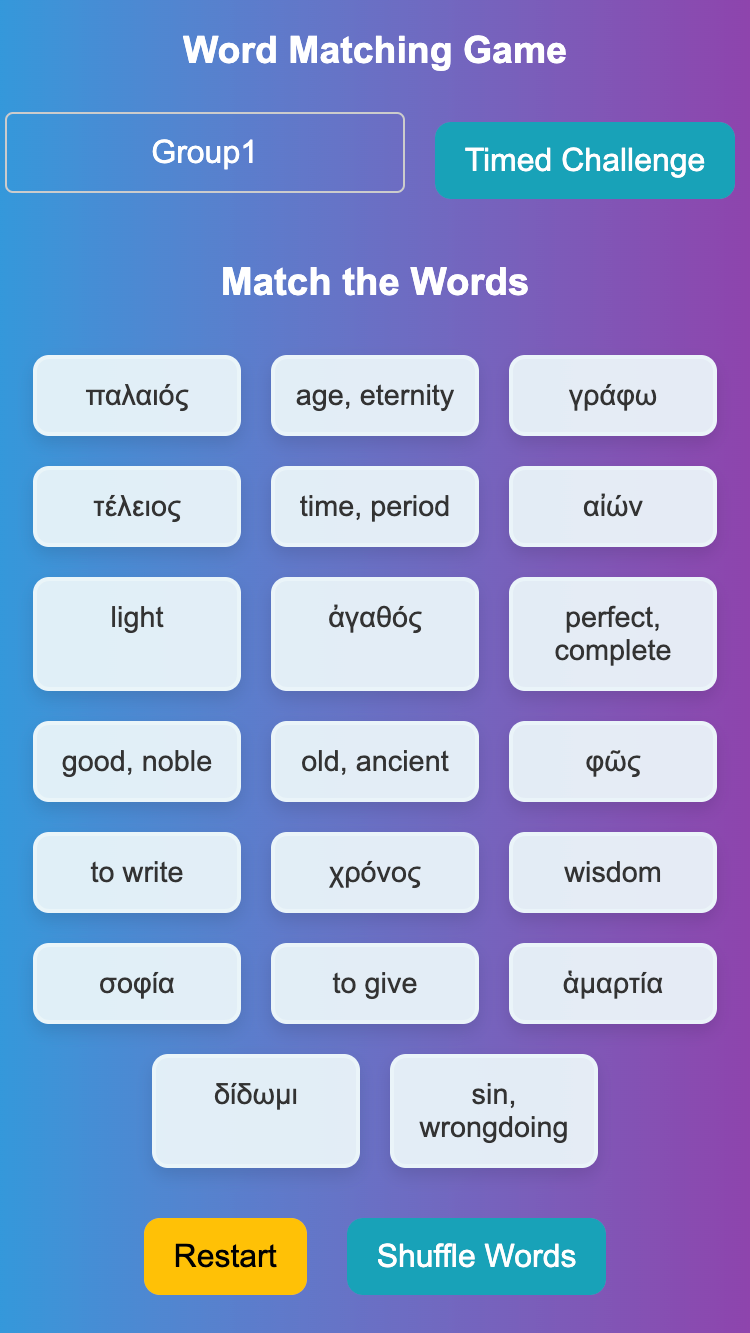 Word Matching Game
Group1
Timed Challenge
Match the Words
παλαιός
age, eternity
γράφω
τέλειος
time, period
αἰών
light
ἀγαθός
perfect,
complete
good, noble
old, ancient
φῶς
to write
χρόνος
wisdom
σοφία
to give
ἁμαρτία
δίδωμι
sin,
wrongdoing
Restart
Shuffle Words